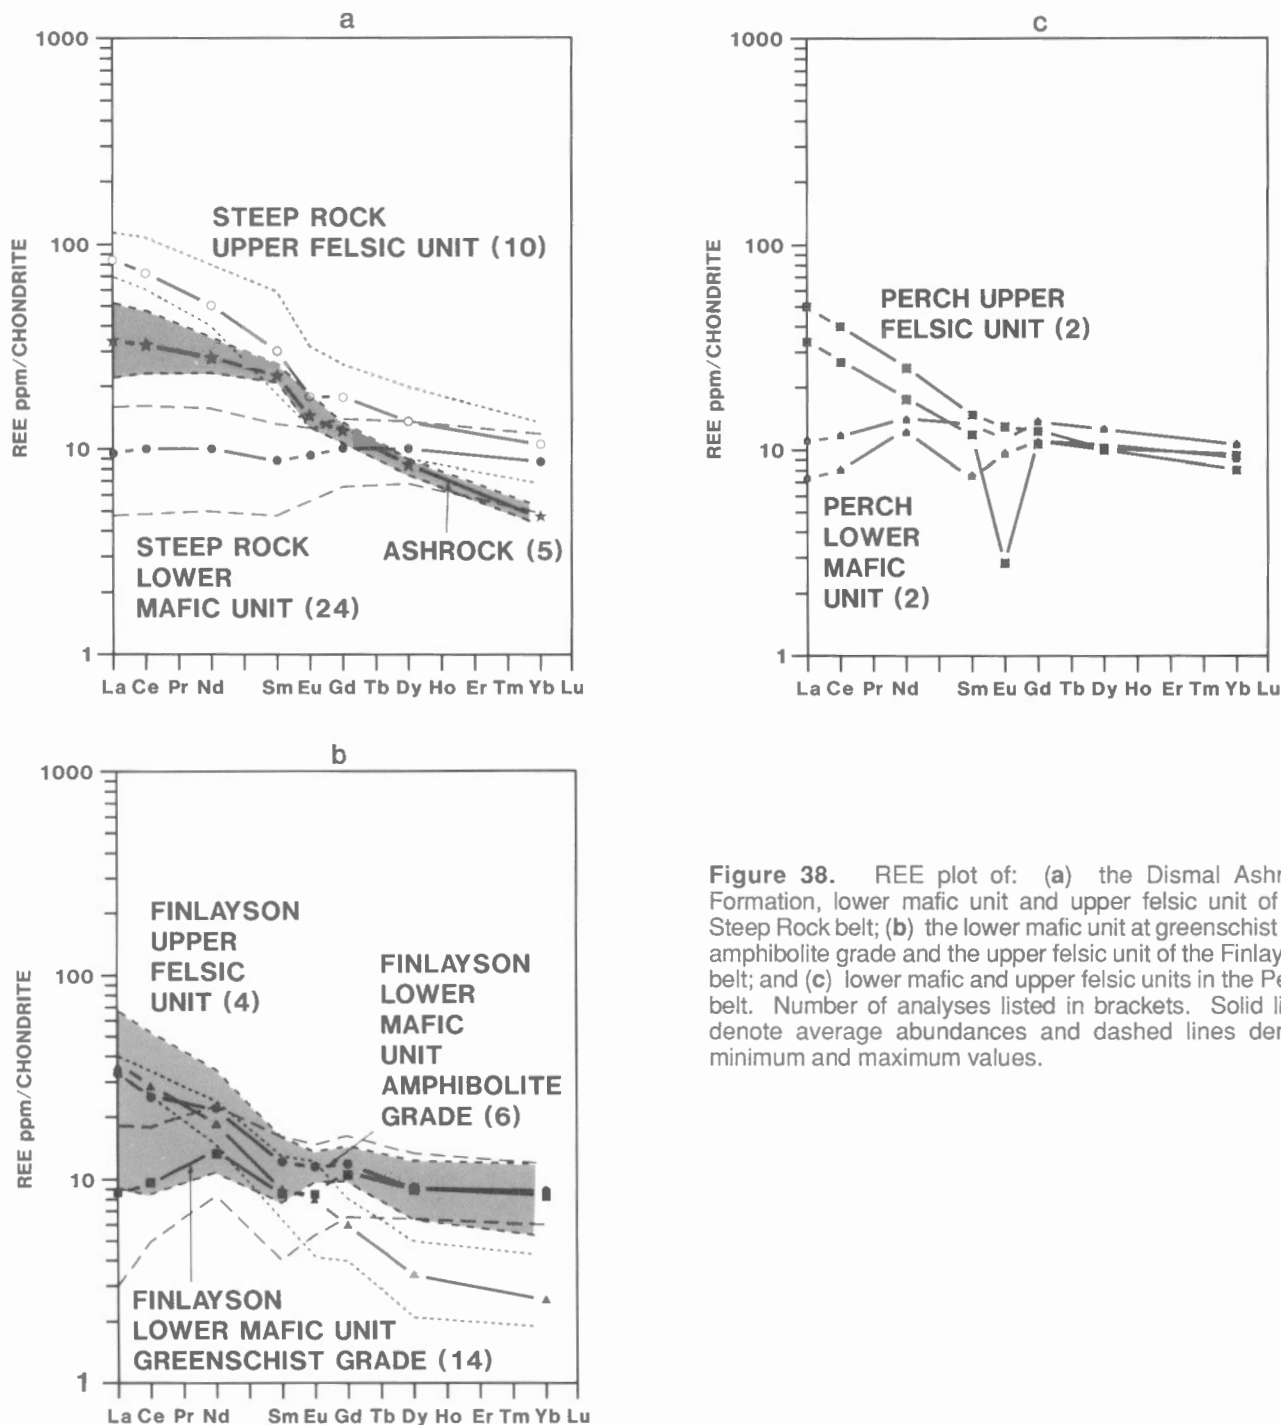 a
1000
100
10
1
REE ppm/CHONDRITE
STEEP ROCK
UPPER FELSIC UNIT (10)
STEEP ROCK
LOWER
MAFIC UNIT (24)
ASHROCK (5)
La Ce Pr Nd Sm Eu Gd Tb Dy Ho Er Tm Yb Lu
c
1000
100
10
1
REE ppm/CHONDRITE
PERCH UPPER
FELSIC UNIT (2)
PERCH
LOWER
MAFIC
UNIT (2)
La Ce Pr Nd Sm Eu Gd Tb Dy Ho Er Tm Yb Lu
b
1000
100
10
1
REE ppm/CHONDRITE
FINLAYSON
UPPER
FELSIC
UNIT (4)
FINLAYSON
LOWER
MAFIC
UNIT
AMPHIBOLITE
GRADE (6)
FINLAYSON
LOWER MAFIC UNIT
GREENSCHIST GRADE (14)
La Ce Pr Nd Sm Eu Gd Tb Dy Ho Er Tm Yb Lu
Figure 38. REE plot of: (a) the Dismal Ashr
Formation, lower mafic unit and upper felsic unit of
Steep Rock belt; (b) the lower mafic unit at greenschist
amphibolite grade and the upper felsic unit of the Finlay
belt; and (c) lower mafic and upper felsic units in the Pe
belt. Number of analyses listed in brackets. Solid li
denote average abundances and dashed lines den
minimum and maximum values.